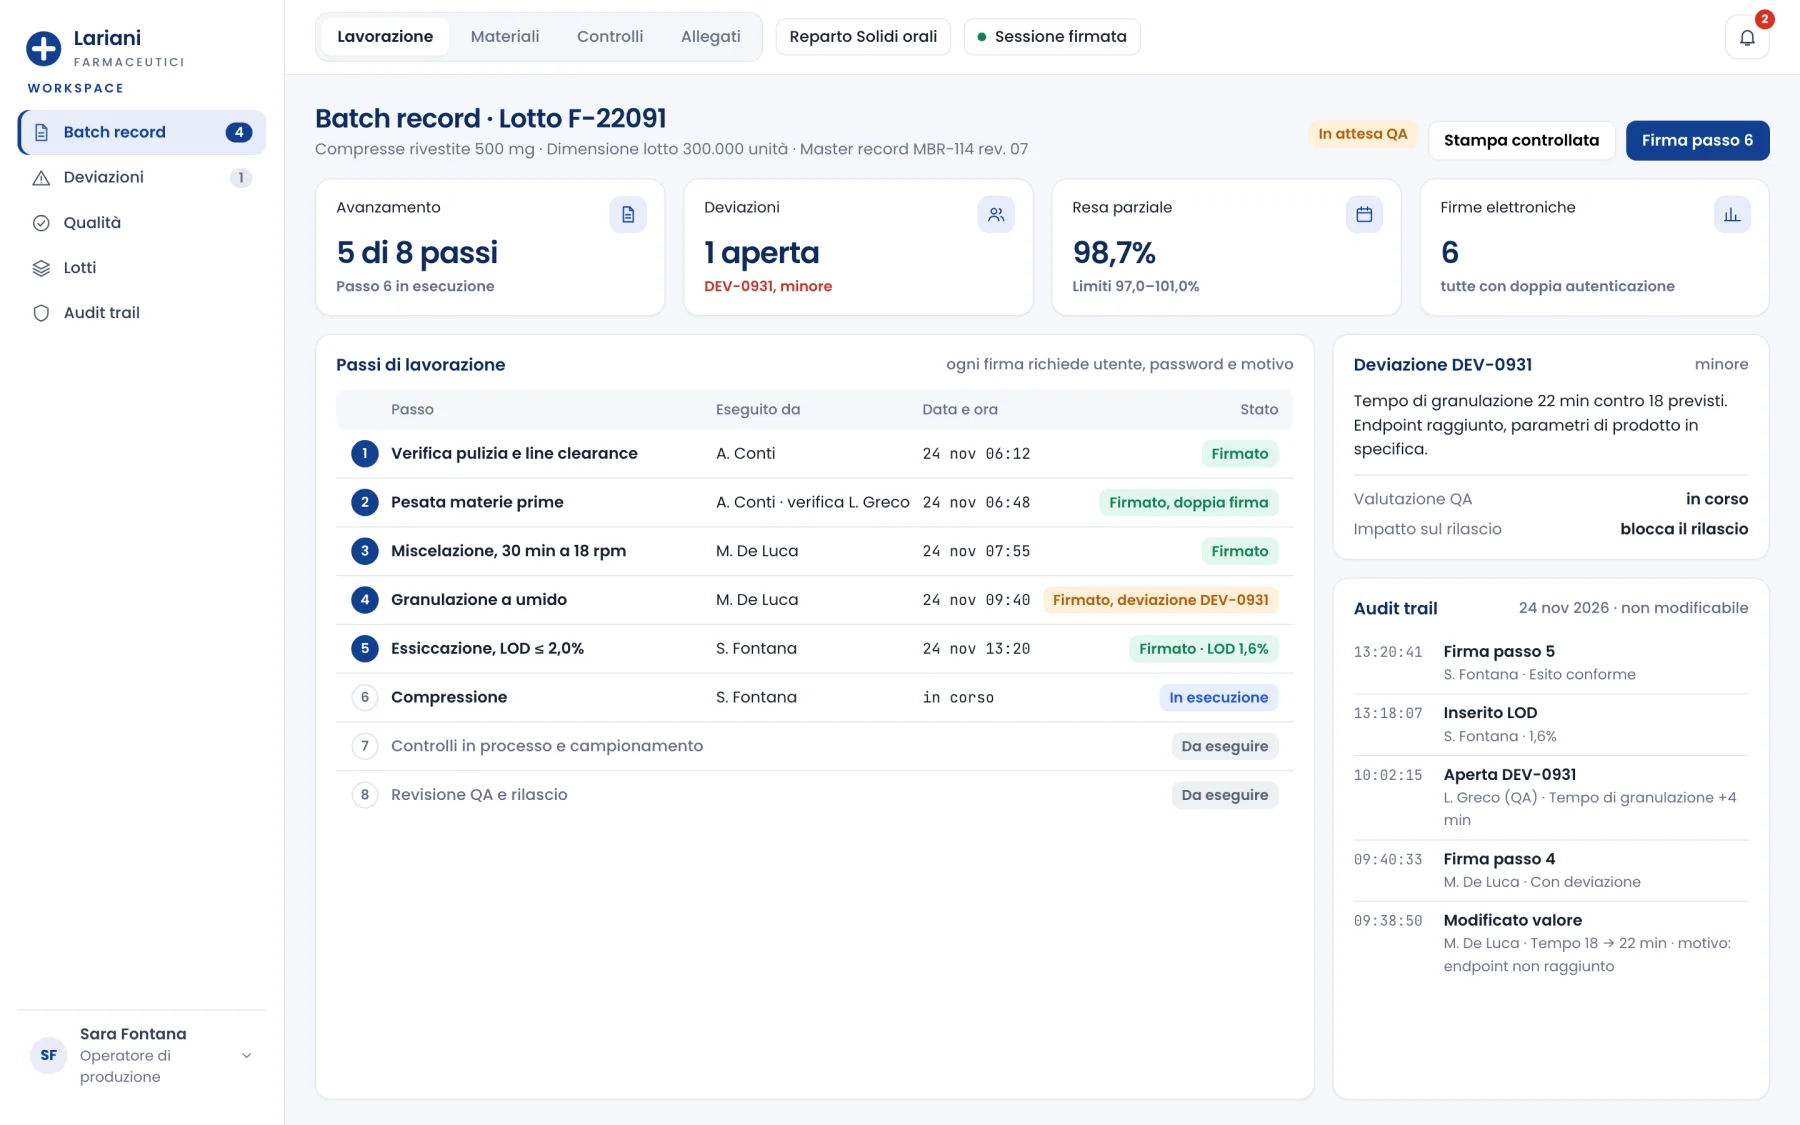 Lariani
FARMACEUTICI
WORKSPACE
Batch record 4
Deviazioni 1
Qualità
Lotti
Audit trail
Sara Fontana
SF
Operatore di
produzione
Lavorazione Materiali Controlli Allegati
Reparto Solidi orali
Sessione firmata
2
Batch record · Lotto F-22091
Compresse rivestite 500 mg · Dimensione lotto 300.000 unità · Master record MBR-114 rev. 07
In attesa QA
Stampa controllata
Firma passo 6
Avanzamento
5 di 8 passi
Passo 6 in esecuzione
Deviazioni
1 aperta
DEV-0931, minore
Resa parziale
98,7%
Limiti 97,0–101,0%
Firme elettroniche
6
tutte con doppia autenticazione
Passi di lavorazione ogni firma richiede utente, password e motivo
Passo Eseguito da Data e ora Stato
1 Verifica pulizia e line clearance A. Conti 24 nov 06:12 Firmato
2 Pesata materie prime A. Conti · verifica L. Greco 24 nov 06:48 Firmato, doppia firma
3 Miscelazione, 30 min a 18 rpm M. De Luca 24 nov 07:55 Firmato
4 Granulazione a umido M. De Luca 24 nov 09:40 Firmato, deviazione DEV-0931
5 Essiccazione, LOD ≤ 2,0% S. Fontana 24 nov 13:20 Firmato · LOD 1,6%
6 Compressione S. Fontana in corso In esecuzione
7 Controlli in processo e campionamento Da eseguire
8 Revisione QA e rilascio Da eseguire
Deviazione DEV-0931 minore
Tempo di granulazione 22 min contro 18 previsti.
Endpoint raggiunto, parametri di prodotto in
specifica.
Valutazione QA in corso
Impatto sul rilascio blocca il rilascio
Audit trail 24 nov 2026 · non modificabile
13:20:41 Firma passo 5
S. Fontana · Esito conforme
13:18:07 Inserito LOD
S. Fontana · 1,6%
10:02:15 Aperta DEV-0931
L. Greco (QA) · Tempo di granulazione +4
min
09:40:33 Firma passo 4
M. De Luca · Con deviazione
09:38:50 Modificato valore
M. De Luca · Tempo 18 → 22 min · motivo:
endpoint non raggiunto